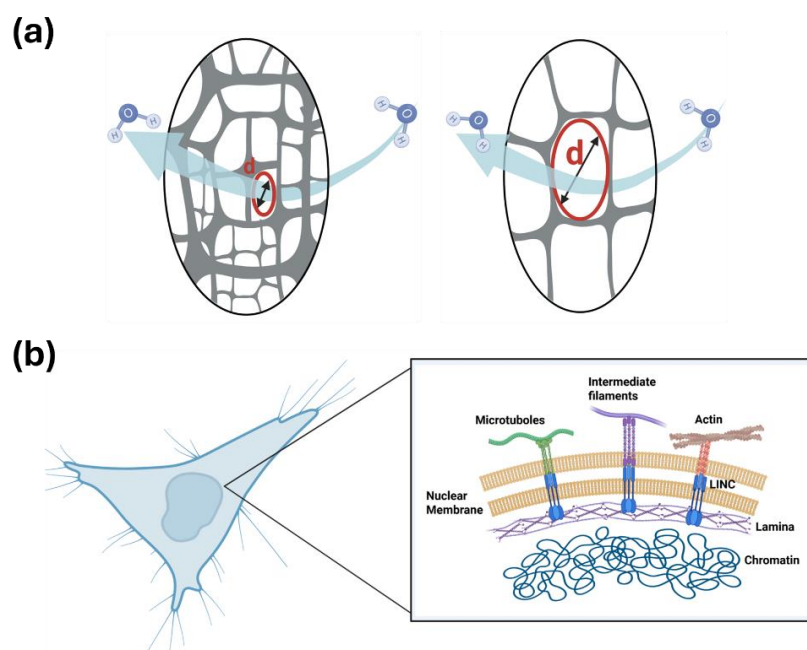 (a)
O
H
H
d
O
H
H
O
H
H
d
O
H
H
(b)
Intermediate
filaments
Microtuboles
Actin
LINC
Nuclear
Membrane
Lamina
Chromatin